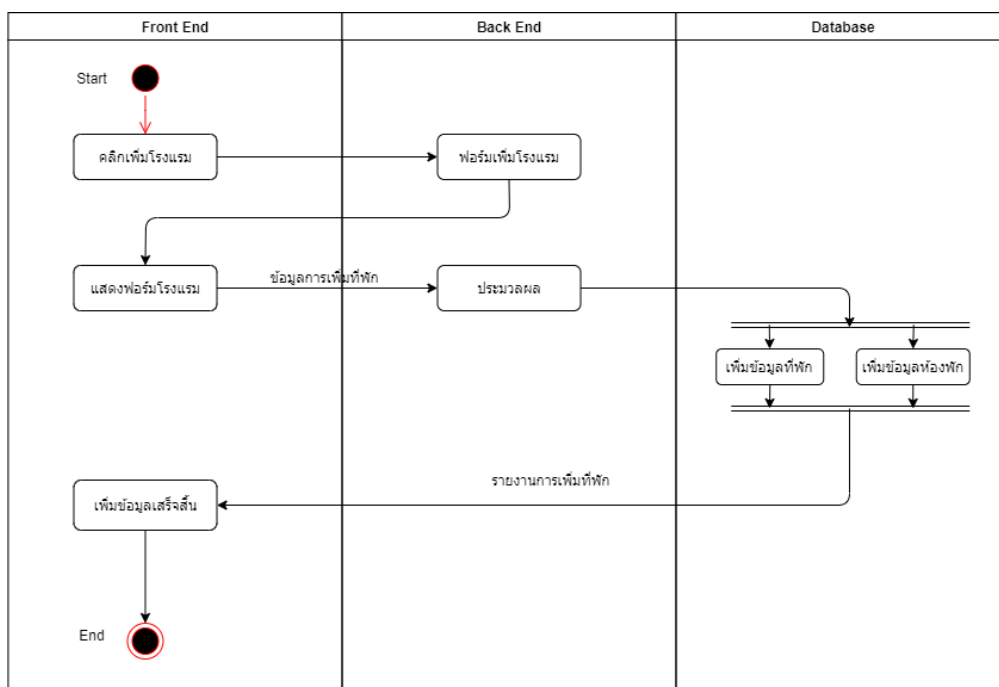 Front End
Back End
Database
Start
คลิกเพิ่มโรงแรม
ฟอร์มเพิ่มโรงแรม
แสดงฟอร์มโรงแรม
ข้อมูลการเพิ่มที่พัก
ประมวลผล
เพิ่มข้อมูลที่พัก
เพิ่มข้อมูลห้องพัก
รายงานการเพิ่มที่พัก
เพิ่มข้อมูลเสร็จสิ้น
End